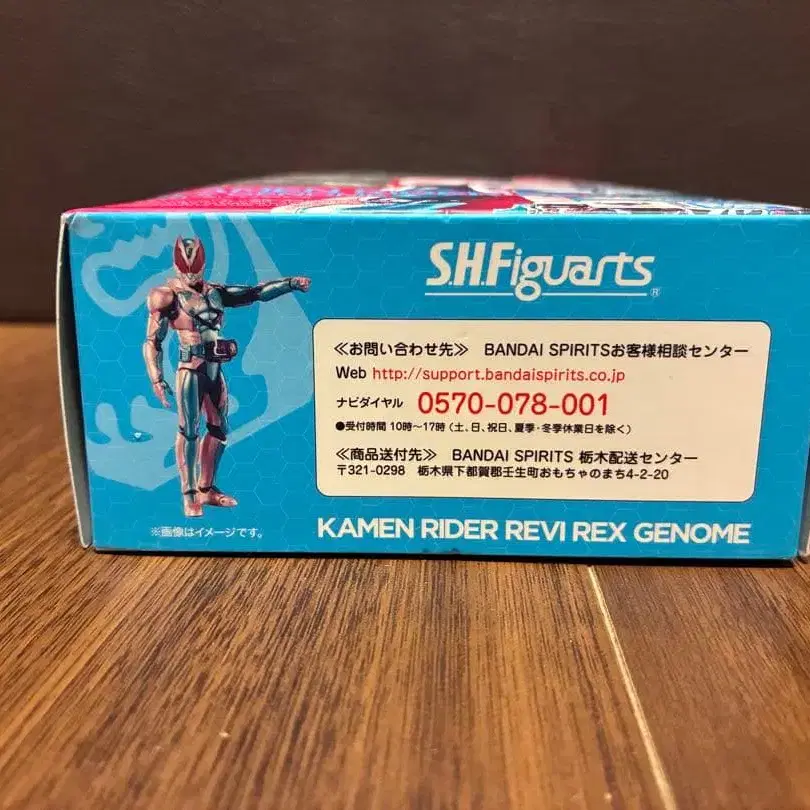 S.H.Figuarts
®
≪お問い合わせ先≫ BANDAI SPIRITSお客様相談センター
Web http://support.bandaispirits.co.jp
ナビダイヤル 0570-078-001
●受付時間 10時〜17時（土、日、祝日、夏季・冬季休業日を除く）
≪商品送付先≫ BANDAI SPIRITS 栃木配送センター
〒321-0298 栃木県下都賀郡壬生町おもちゃのまち4-2-20
※画像はイメージです。
KAMEN RIDER REVI REX GENOME